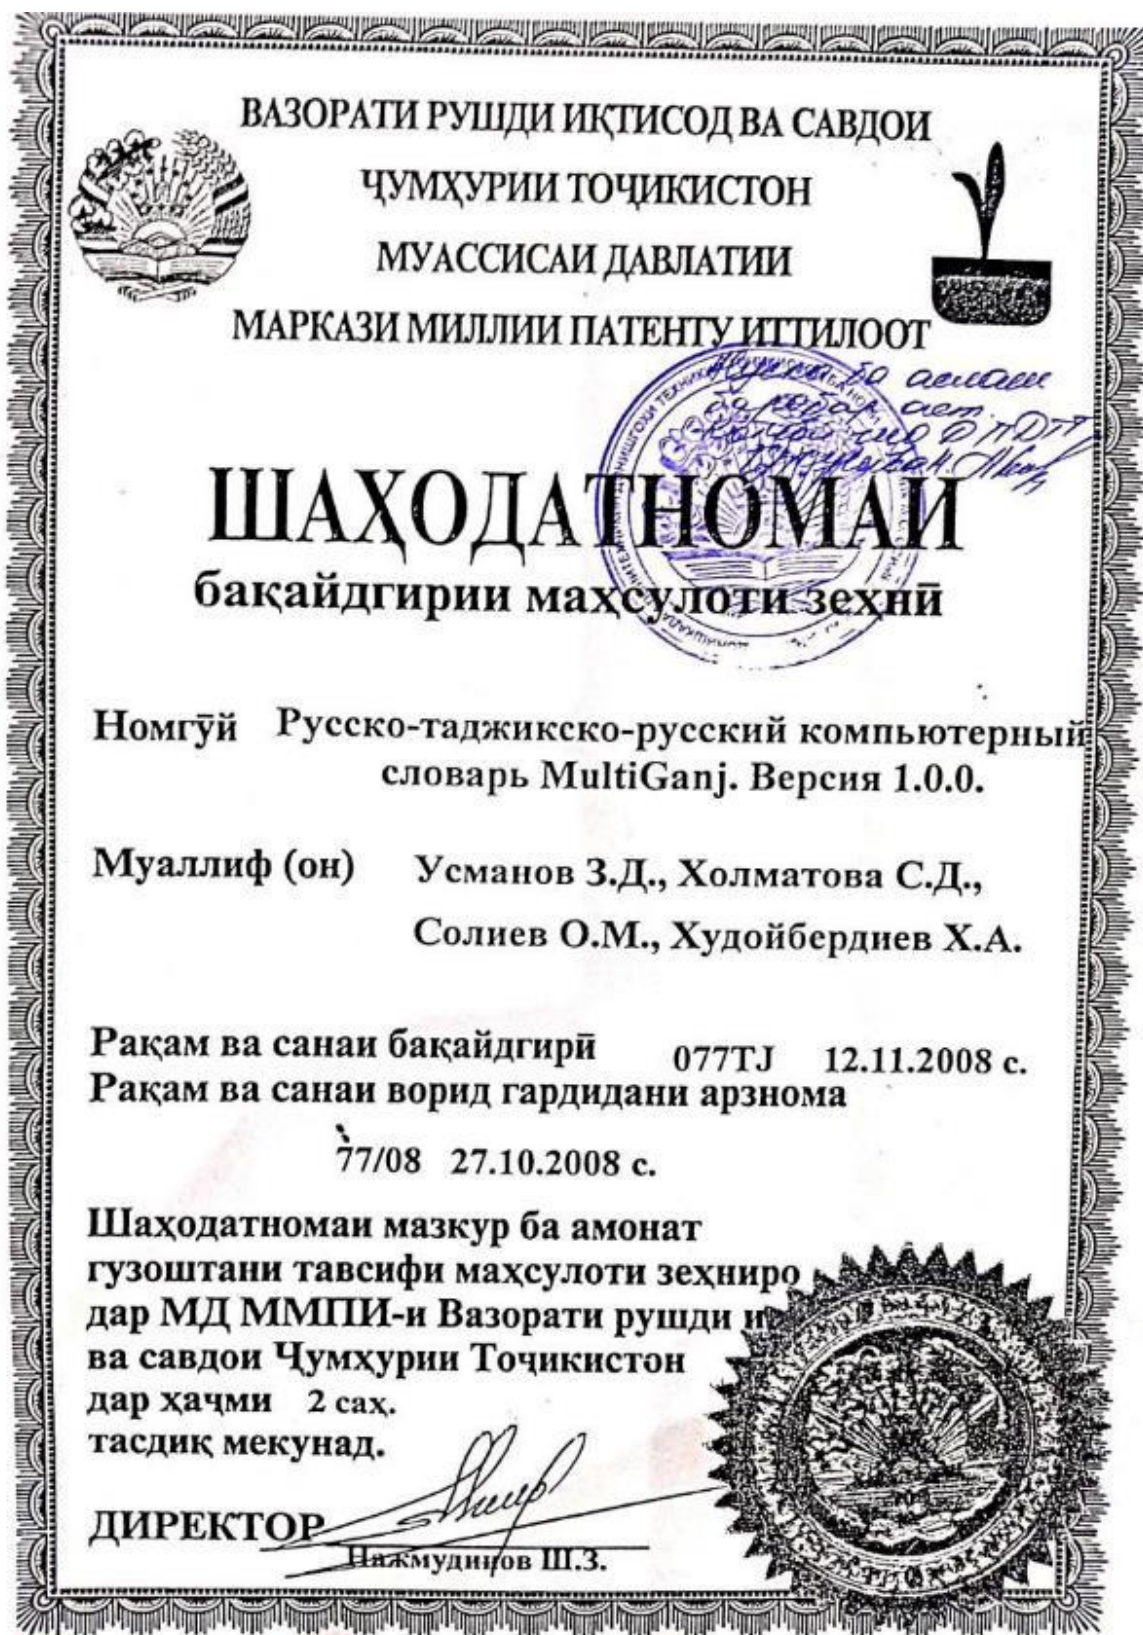 ВАЗОРАТИ РУШДИ ИҚТИСОД ВА САВДОИ
ҶУМҲУРИИ ТОҶИКИСТОН
МУАССИСАИ ДАВЛАТИИ
МАРКАЗИ МИЛЛИИ ПАТЕНТУ ИТТИЛООТ
ба аслаш
баробар аст.
ШАҲОДАТНОМАИ
бақайдгирии маҳсулоти зеҳнӣ
Номгӯй Русско-таджикско-русский компьютерный
словарь MultiGanj. Версия 1.0.0.
Муаллиф (он) Усманов З.Д., Холматова С.Д.,
Солиев О.М., Худойбердиев Х.А.
Рақам ва санаи бақайдгирӣ 077TJ 12.11.2008 с.
Рақам ва санаи ворид гардидани арзнома
77/08 27.10.2008 с.
Шаҳодатномаи мазкур ба амонат
гузоштани тавсифи маҳсулоти зеҳниро
дар МД ММПИ-и Вазорати рушди и
ва савдои Ҷумҳурии Тоҷикистон
дар ҳаҷми 2 саҳ.
тасдиқ мекунад.
ДИРЕКТОР
Нажмудинов Ш.З.